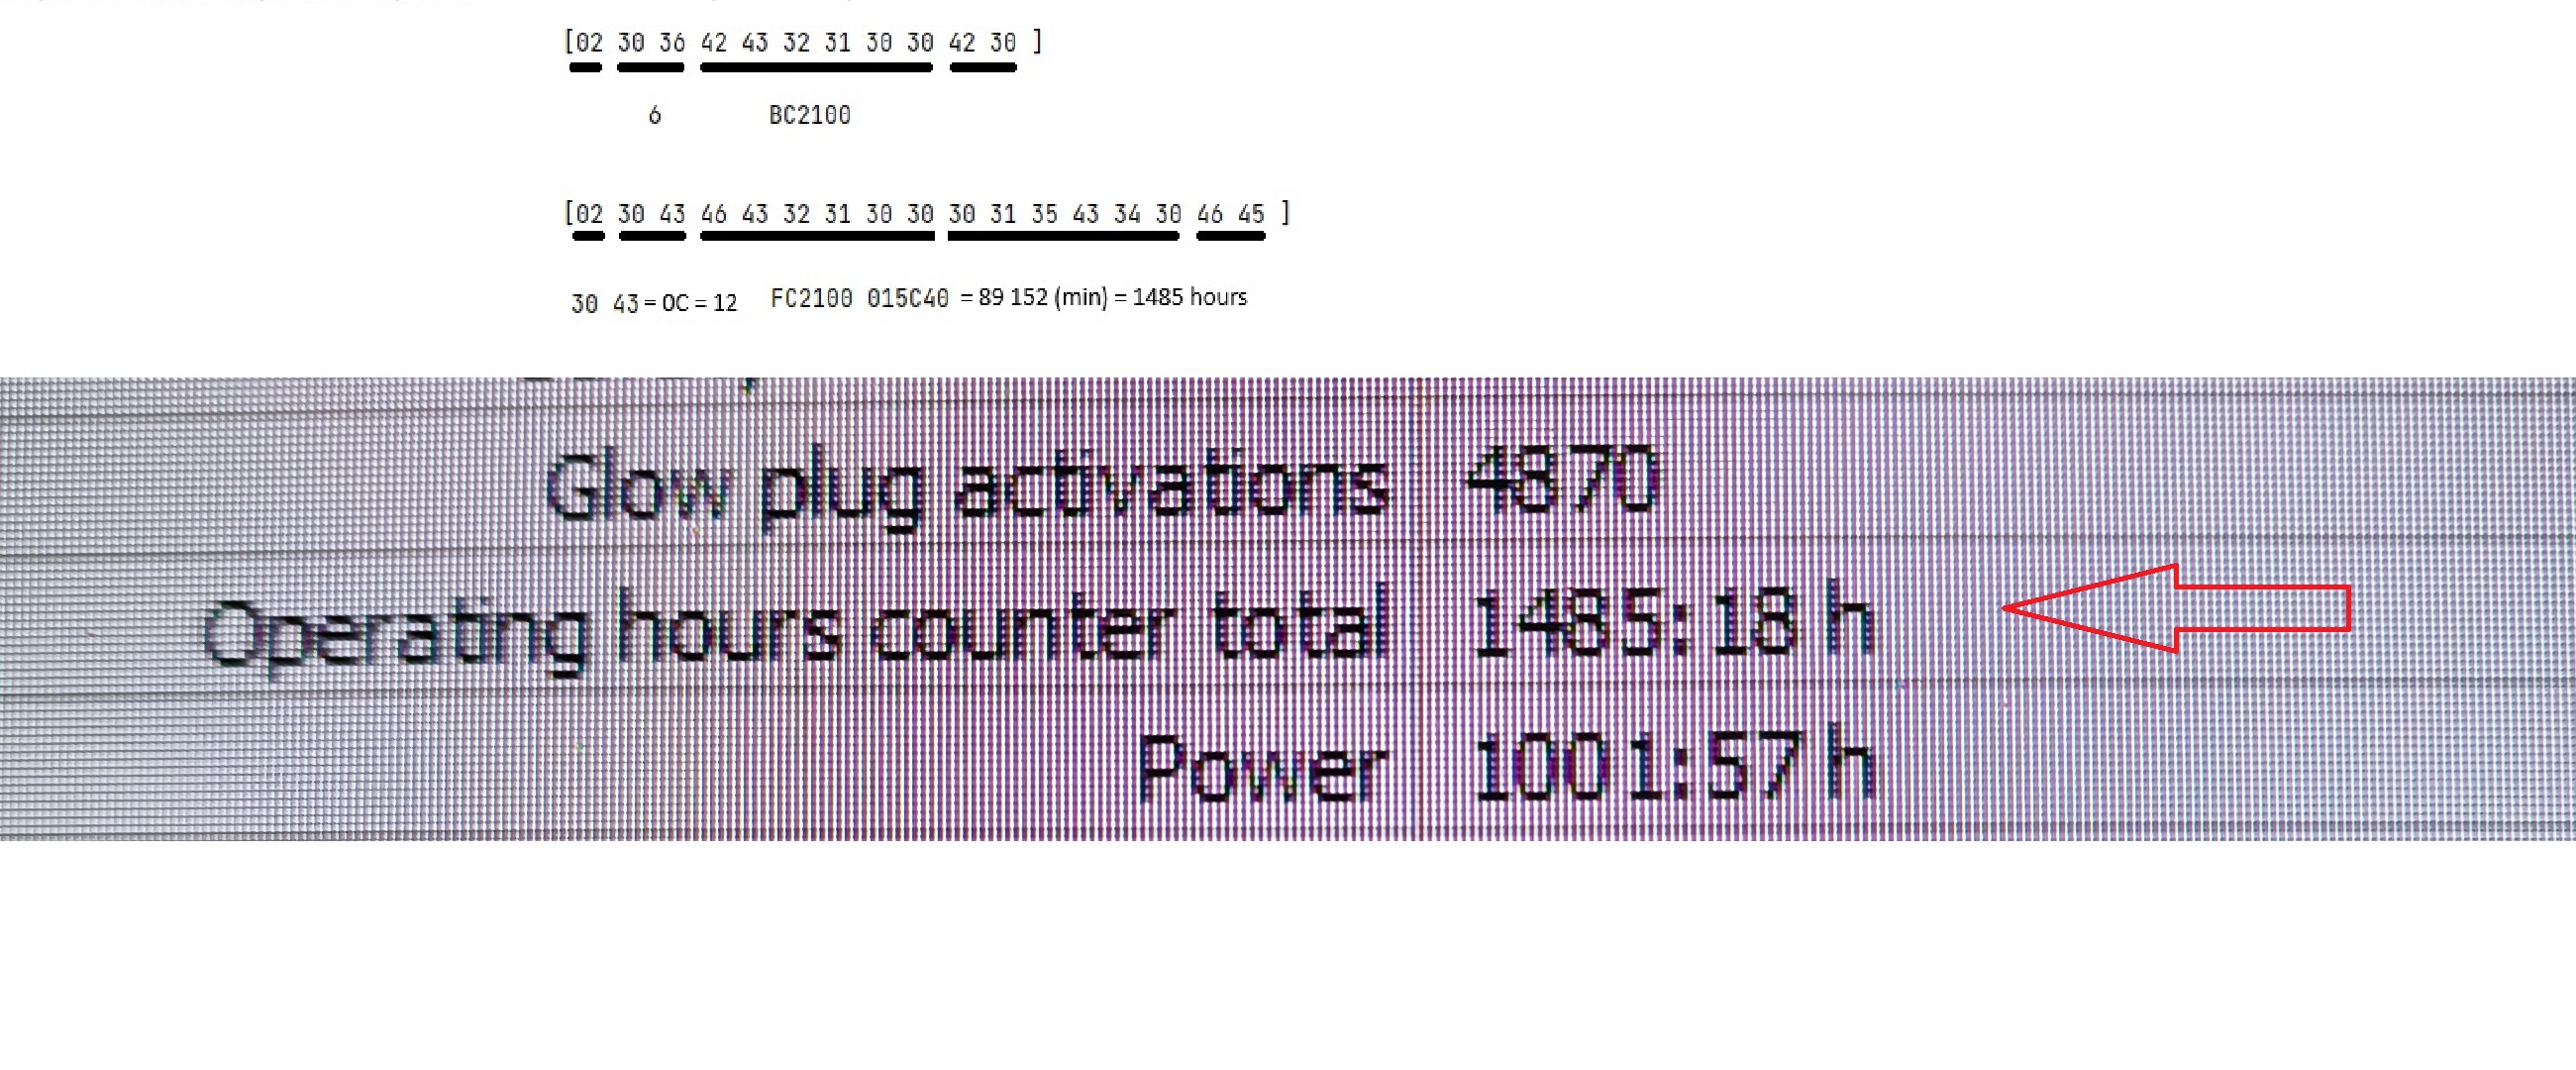 [02 30 36 42 43 32 31 30 30 42 30 ]
6 BC2100
[02 30 43 46 43 32 31 30 30 30 31 35 43 34 30 46 45 ]
30 43 = 0C = 12 FC2100 015C40 = 89 152 (min) = 1485 hours
Glow plug activations 4870
Operating hours counter total 1485:18 h
Power 1001:57 h